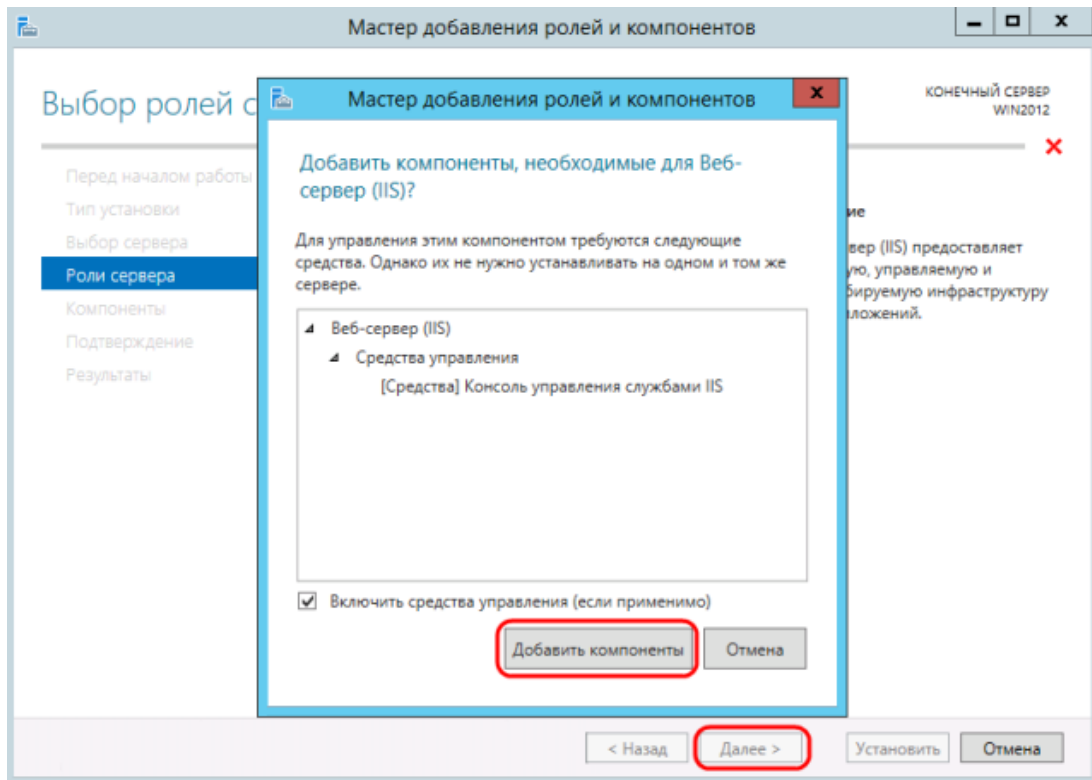 Мастер добавления ролей и компонентов
Выбор ролей с
КОНЕЧНЫЙ СЕРВЕР
WIN2012
Перед началом работы
Тип установки
Выбор сервера
Роли сервера
Компоненты
Подтверждение
Результаты
Мастер добавления ролей и компонентов
Добавить компоненты, необходимые для Веб-
сервер (IIS)?
Для управления этим компонентом требуются следующие
средства. Однако их не нужно устанавливать на одном и том же
сервере.
Веб-сервер (IIS)
Средства управления
[Средства] Консоль управления службами IIS
Включить средства управления (если применимо)
Добавить компоненты
Отмена
ие
вер (IIS) предоставляет
ую, управляемую и
бируемую инфраструктуру
ложений.
< Назад
Далее >
Установить
Отмена